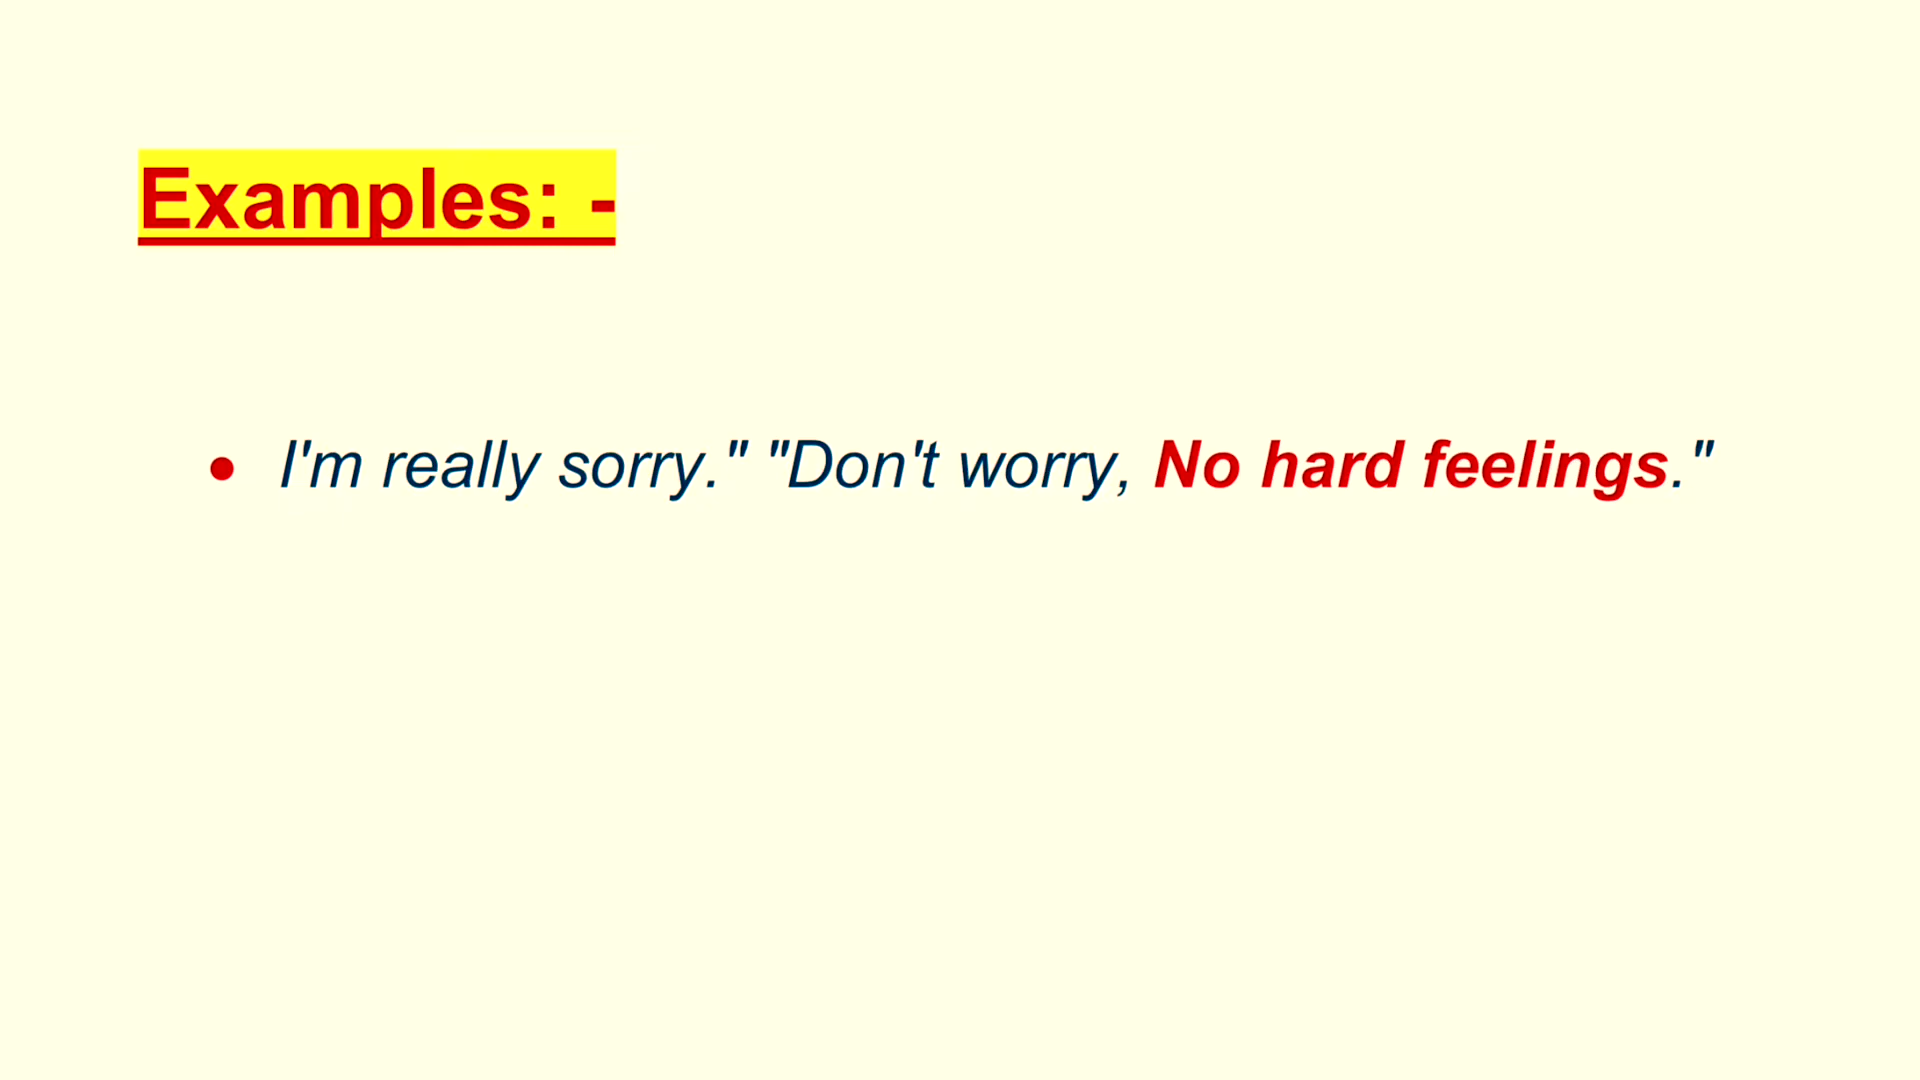 Examples: -
• I'm really sorry." "Don't worry, No hard feelings."